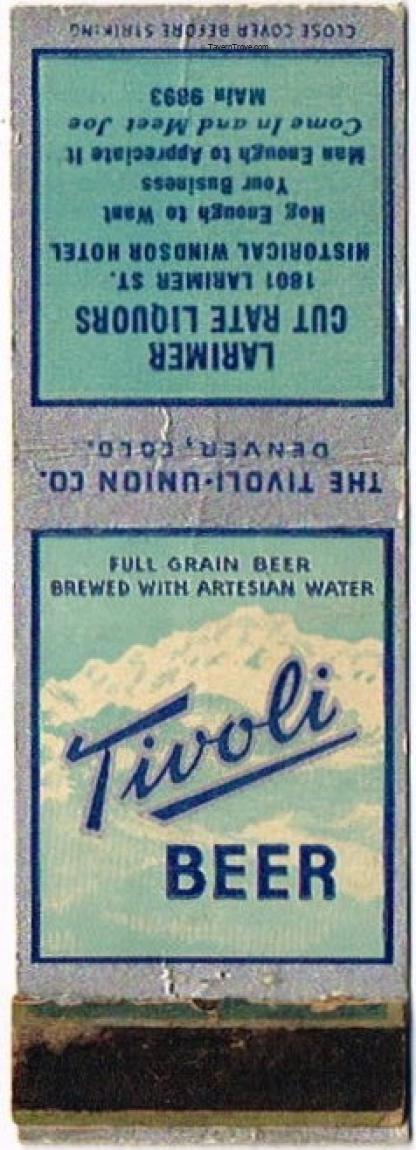 CLOSE COVER BEFORE STRIKING
TavernTrove.com
LARIMER
CUT RATE LIQUORS
1801 LARIMER ST.
HISTORICAL WINDSOR HOTEL
Hog Enough to Want
Your Business
Man Enough to Appreciate It
Come In and Meet Joe
MAin 9893
THE TIVOLI-UNION CO.
DENVER, COLO.
FULL GRAIN BEER
BREWED WITH ARTESIAN WATER
Tivoli
BEER